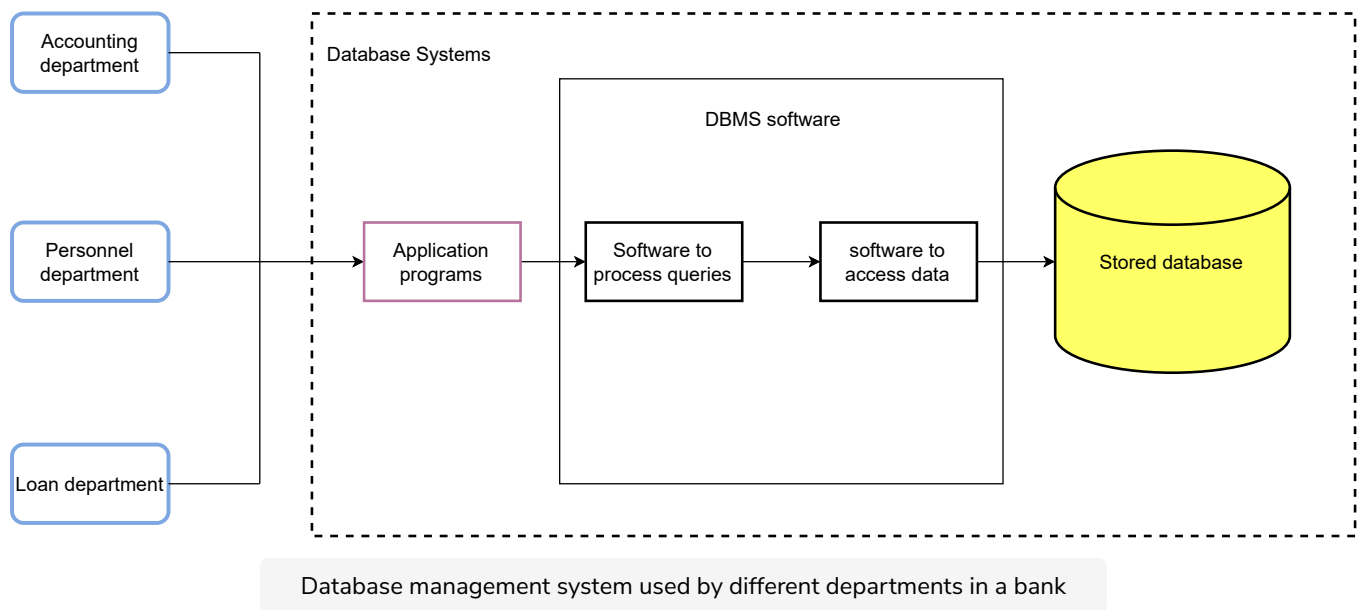 Accounting
department
Database Systems
DBMS software
Personnel
department
Application
programs
Software to
process queries
software to
access data
Stored database
Loan department
Database management system used by different departments in a bank